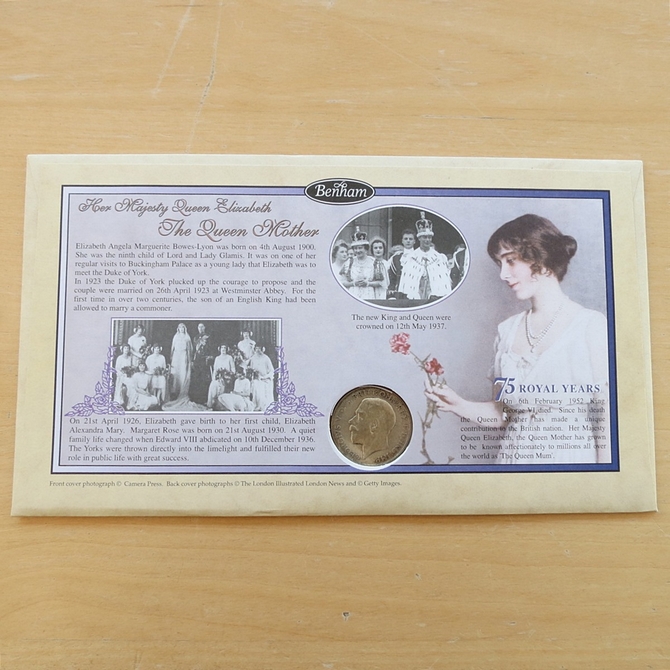 Benham
Her Majesty Queen Elizabeth
The Queen Mother
Elizabeth Angela Marguerite Bowes-Lyon was born on 4th August 1900.
She was the ninth child of Lord and Lady Glamis. It was on one of her
regular visits to Buckingham Palace as a young lady that Elizabeth was to
meet the Duke of York.
In 1923 the Duke of York plucked up the courage to propose and the
couple were married on 26th April 1923 at Westminster Abbey. For the
first time in over two centuries, the son of an English King had been
allowed to marry a commoner.
On 21st April 1926, Elizabeth gave birth to her first child, Elizabeth
Alexandra Mary. Margaret Rose was born on 21st August 1930. A quiet
family life changed when Edward VIII abdicated on 10th December 1936.
The Yorks were thrown directly into the limelight and fulfilled their new
role in public life with great success.
The new King and Queen were
crowned on 12th May 1937.
75 ROYAL YEARS
On 6th February 1952 King
George VI died. Since his death
the Queen Mother has made a unique
contribution to the British nation. Her Majesty
Queen Elizabeth, the Queen Mother has grown
to be known affectionately to millions all over
the world as 'The Queen Mum'.
Front cover photograph © Camera Press. Back cover photographs © The London Illustrated London News and © Getty Images.